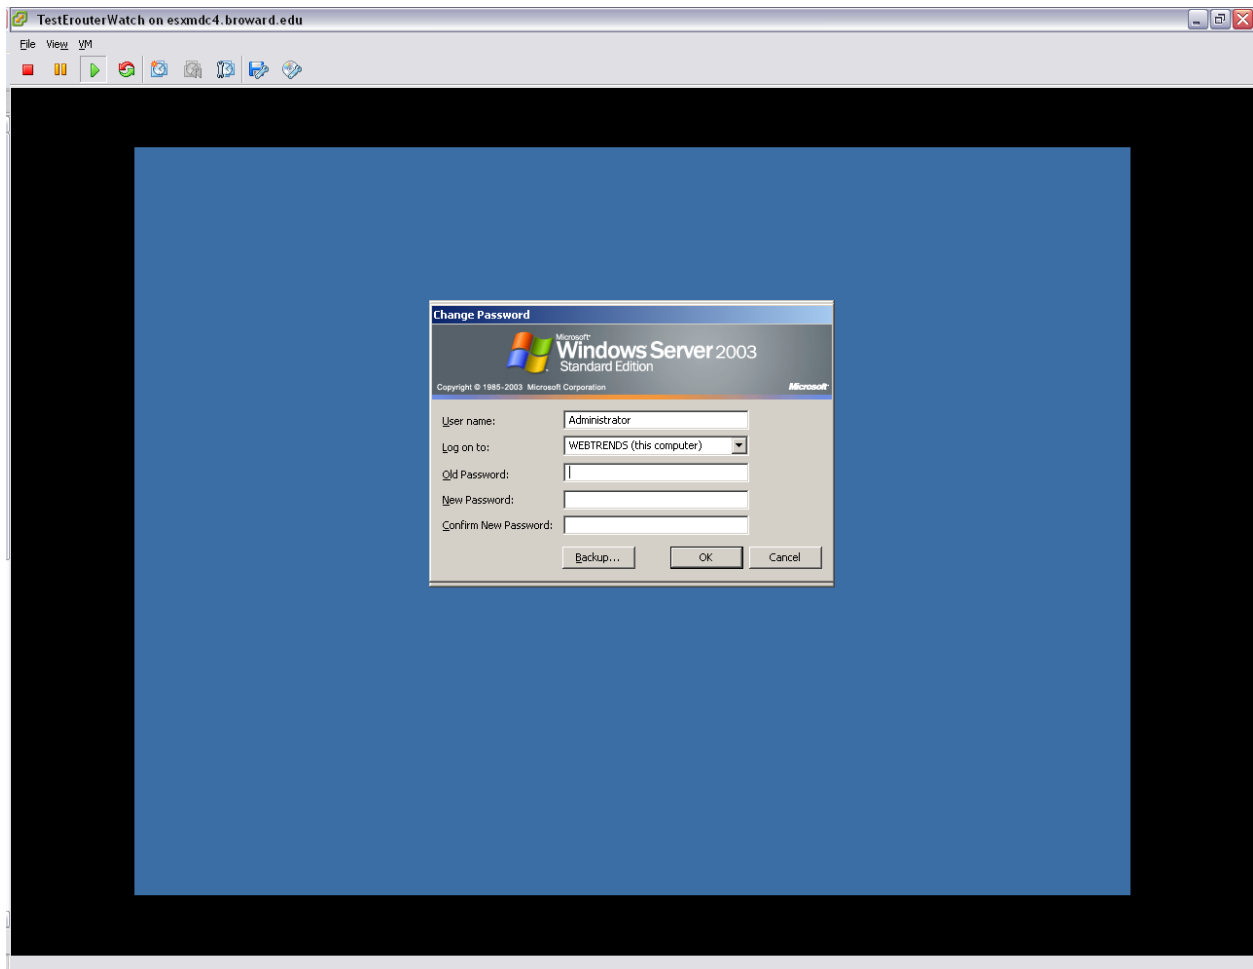 TestErouterWatch on esxmdc4.broward.edu
File View VM
Change Password
Microsoft
Windows Server 2003
Standard Edition
Copyright © 1985-2003 Microsoft Corporation Microsoft
User name: Administrator
Log on to: WEBTRENDS (this computer)
Old Password:
New Password:
Confirm New Password:
Backup... OK Cancel